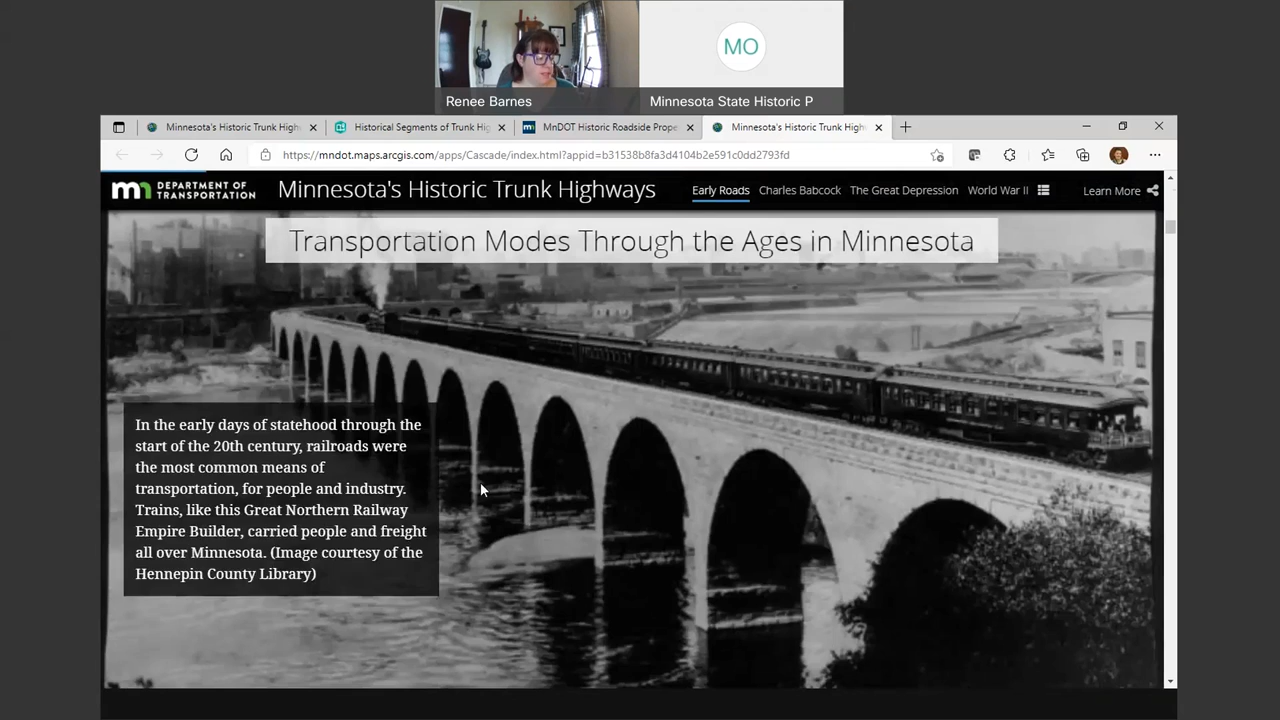 MO
Renee Barnes
Minnesota State Historic P
Minnesota's Historic Trunk High
Historical Segments of Trunk Hig
MnDOT Historic Roadside Prope
Minnesota's Historic Trunk High
https://mndot.maps.arcgis.com/apps/Cascade/index.html?appid=b31538b8fa3d4104b2e591c0dd2793fd
m DEPARTMENT OF
TRANSPORTATION
Minnesota's Historic Trunk Highways
Early Roads
Charles Babcock
The Great Depression
World War II
Learn More
Transportation Modes Through the Ages in Minnesota
In the early days of statehood through the
start of the 20th century, railroads were
the most common means of
transportation, for people and industry.
Trains, like this Great Northern Railway
Empire Builder, carried people and freight
all over Minnesota. (Image courtesy of the
Hennepin County Library)